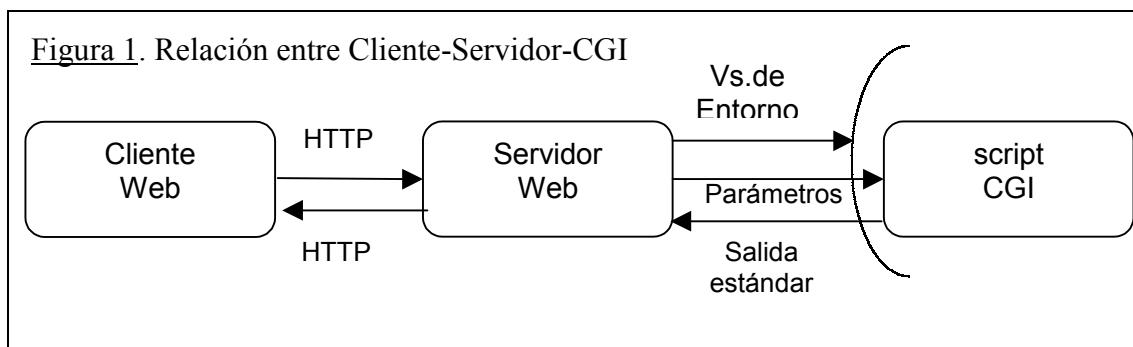 Figura 1. Relación entre Cliente-Servidor-CGI
Cliente
Web
HTTP
HTTP
Servidor
Web
Vs.de
Entorno
Parámetros
Salida
estándar
script
CGI